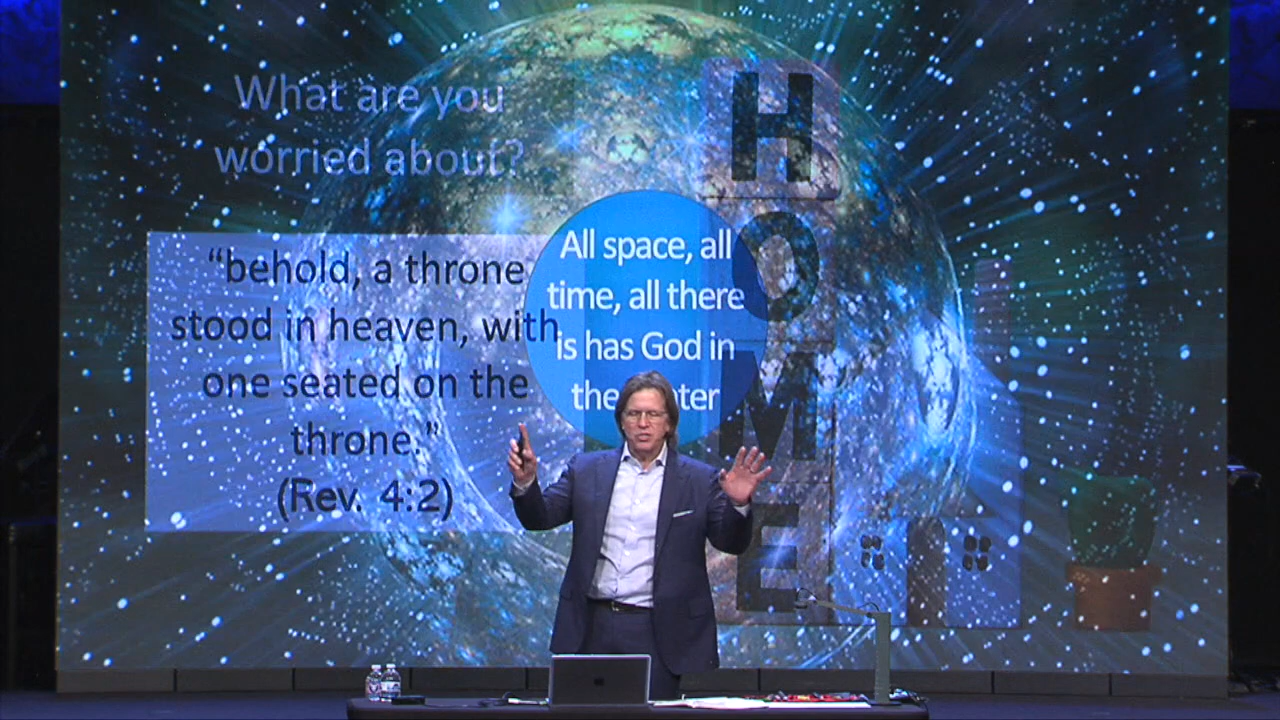 What are you
worried about?
“behold, a throne
stood in heaven, with
one seated on the
throne.”
(Rev. 4:2)
All space, all
time, all there
is has God in
the
H
O
M
E